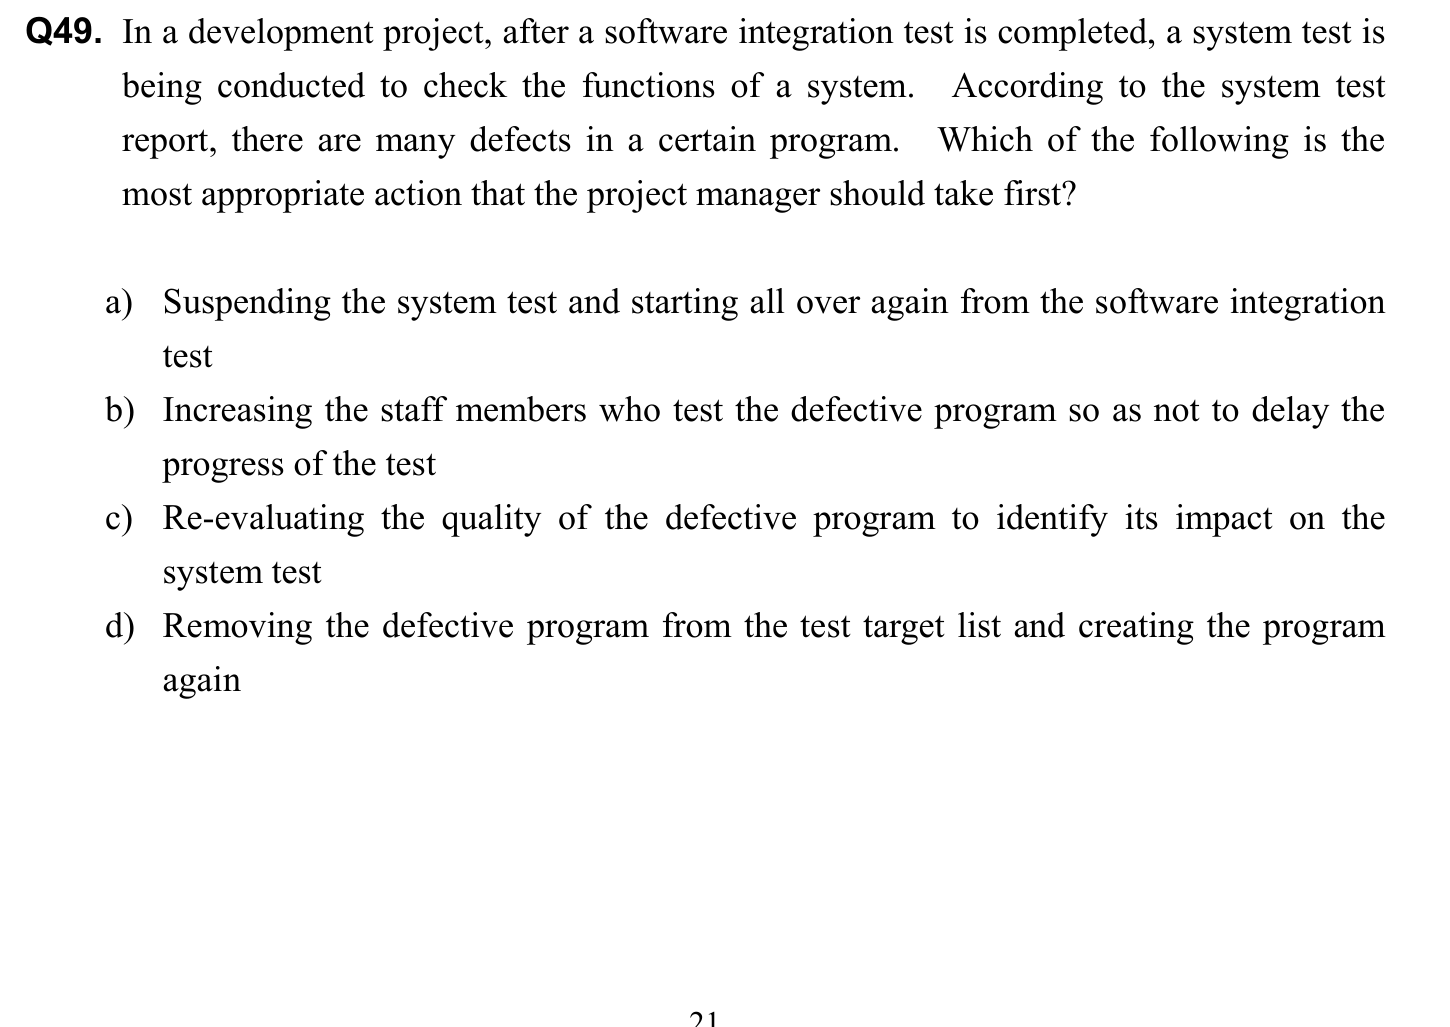 Q49. In a development project, after a software integration test is completed, a system test is
being conducted to check the functions of a system. According to the system test
report, there are many defects in a certain program. Which of the following is the
most appropriate action that the project manager should take first?
a) Suspending the system test and starting all over again from the software integration
test
b) Increasing the staff members who test the defective program so as not to delay the
progress of the test
c) Re-evaluating the quality of the defective program to identify its impact on the
system test
d) Removing the defective program from the test target list and creating the program
again
21